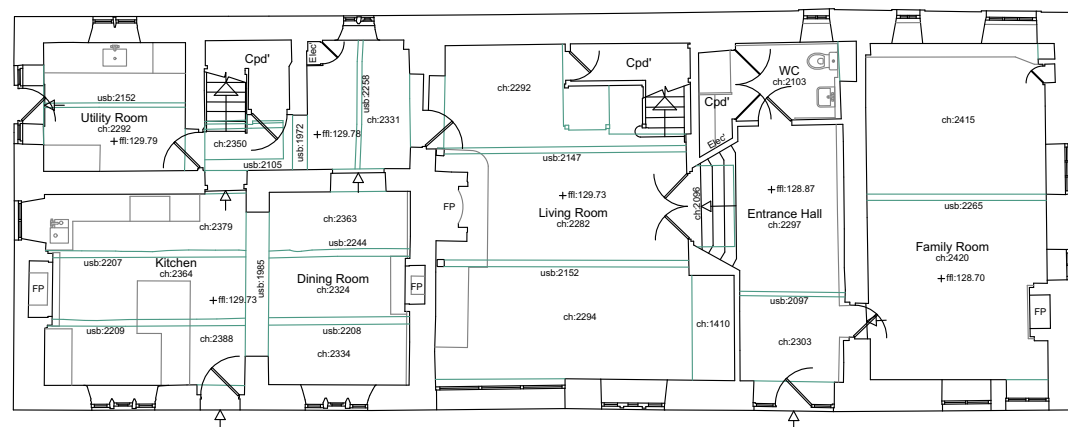 usb:2152
Utility Room
ch:2292
ffl:129.79
Cpd'
ch:2350
usb:2105
Elec'
usb:2258
usb:1972
ffl:129.78
ch:2331
ch:2292
Cpd'
usb:2147
FP
ffl:129.73
Living Room
ch:2282
usb:2152
ch:2294
ch:1410
WC
ch:2103
Cpd'
Elec'
ch:2096
ffl:128.87
Entrance Hall
ch:2297
usb:2097
ch:2303
ch:2415
usb:2265
Family Room
ch:2420
ffl:128.70
FP
ch:2379
usb:2207
Kitchen
ch:2364
FP
ffl:129.73
usb:2209
ch:2388
usb:1985
ch:2363
usb:2244
Dining Room
ch:2324
FP
usb:2208
ch:2334